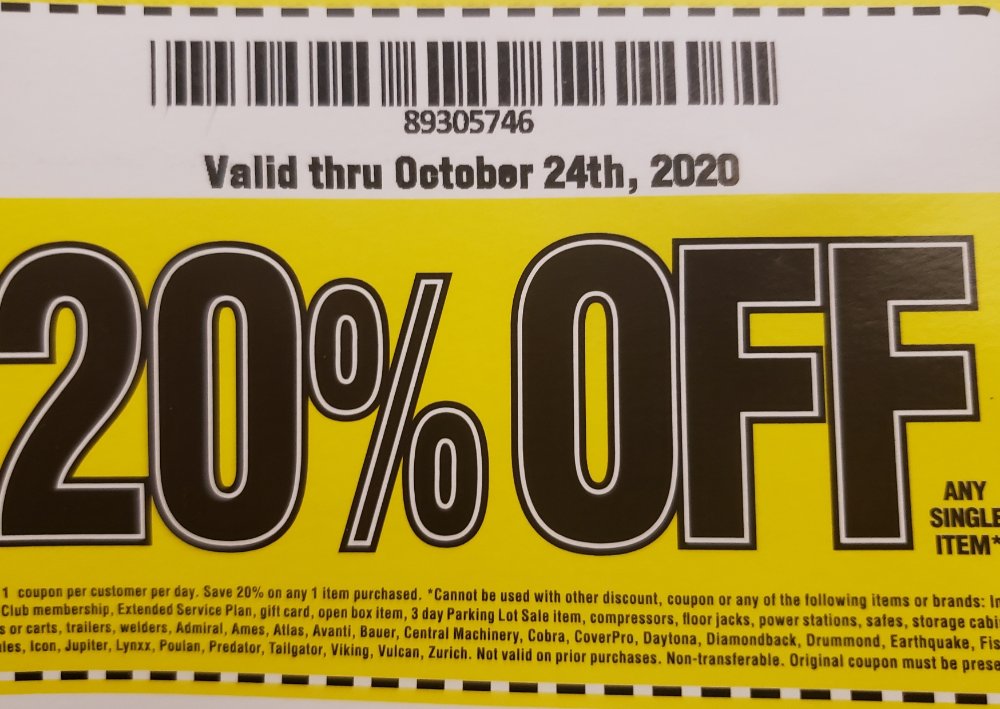 89305746
Valid thru October 24th, 2020
20% OFF
ANY
SINGLE
ITEM*
1 coupon per customer per day. Save 20% on any 1 item purchased. *Cannot be used with other discount, coupon or any of the following items or brands:
Club membership, Extended Service Plan, gift card, open box item, 3 day Parking Lot Sale item, compressors, floor jacks, power stations, safes, storage
or carts, trailers, welders, Admiral, Ames, Atlas, Avanti, Bauer, Central Machinery, Cobra, CoverPro, Daytona, Diamondback, Drummond, Earthquake,
Icon, Jupiter, Lynxx, Poulan, Predator, Tailgator, Viking, Vulcan, Zurich. Not valid on prior purchases. Non-transferable. Original coupon must be